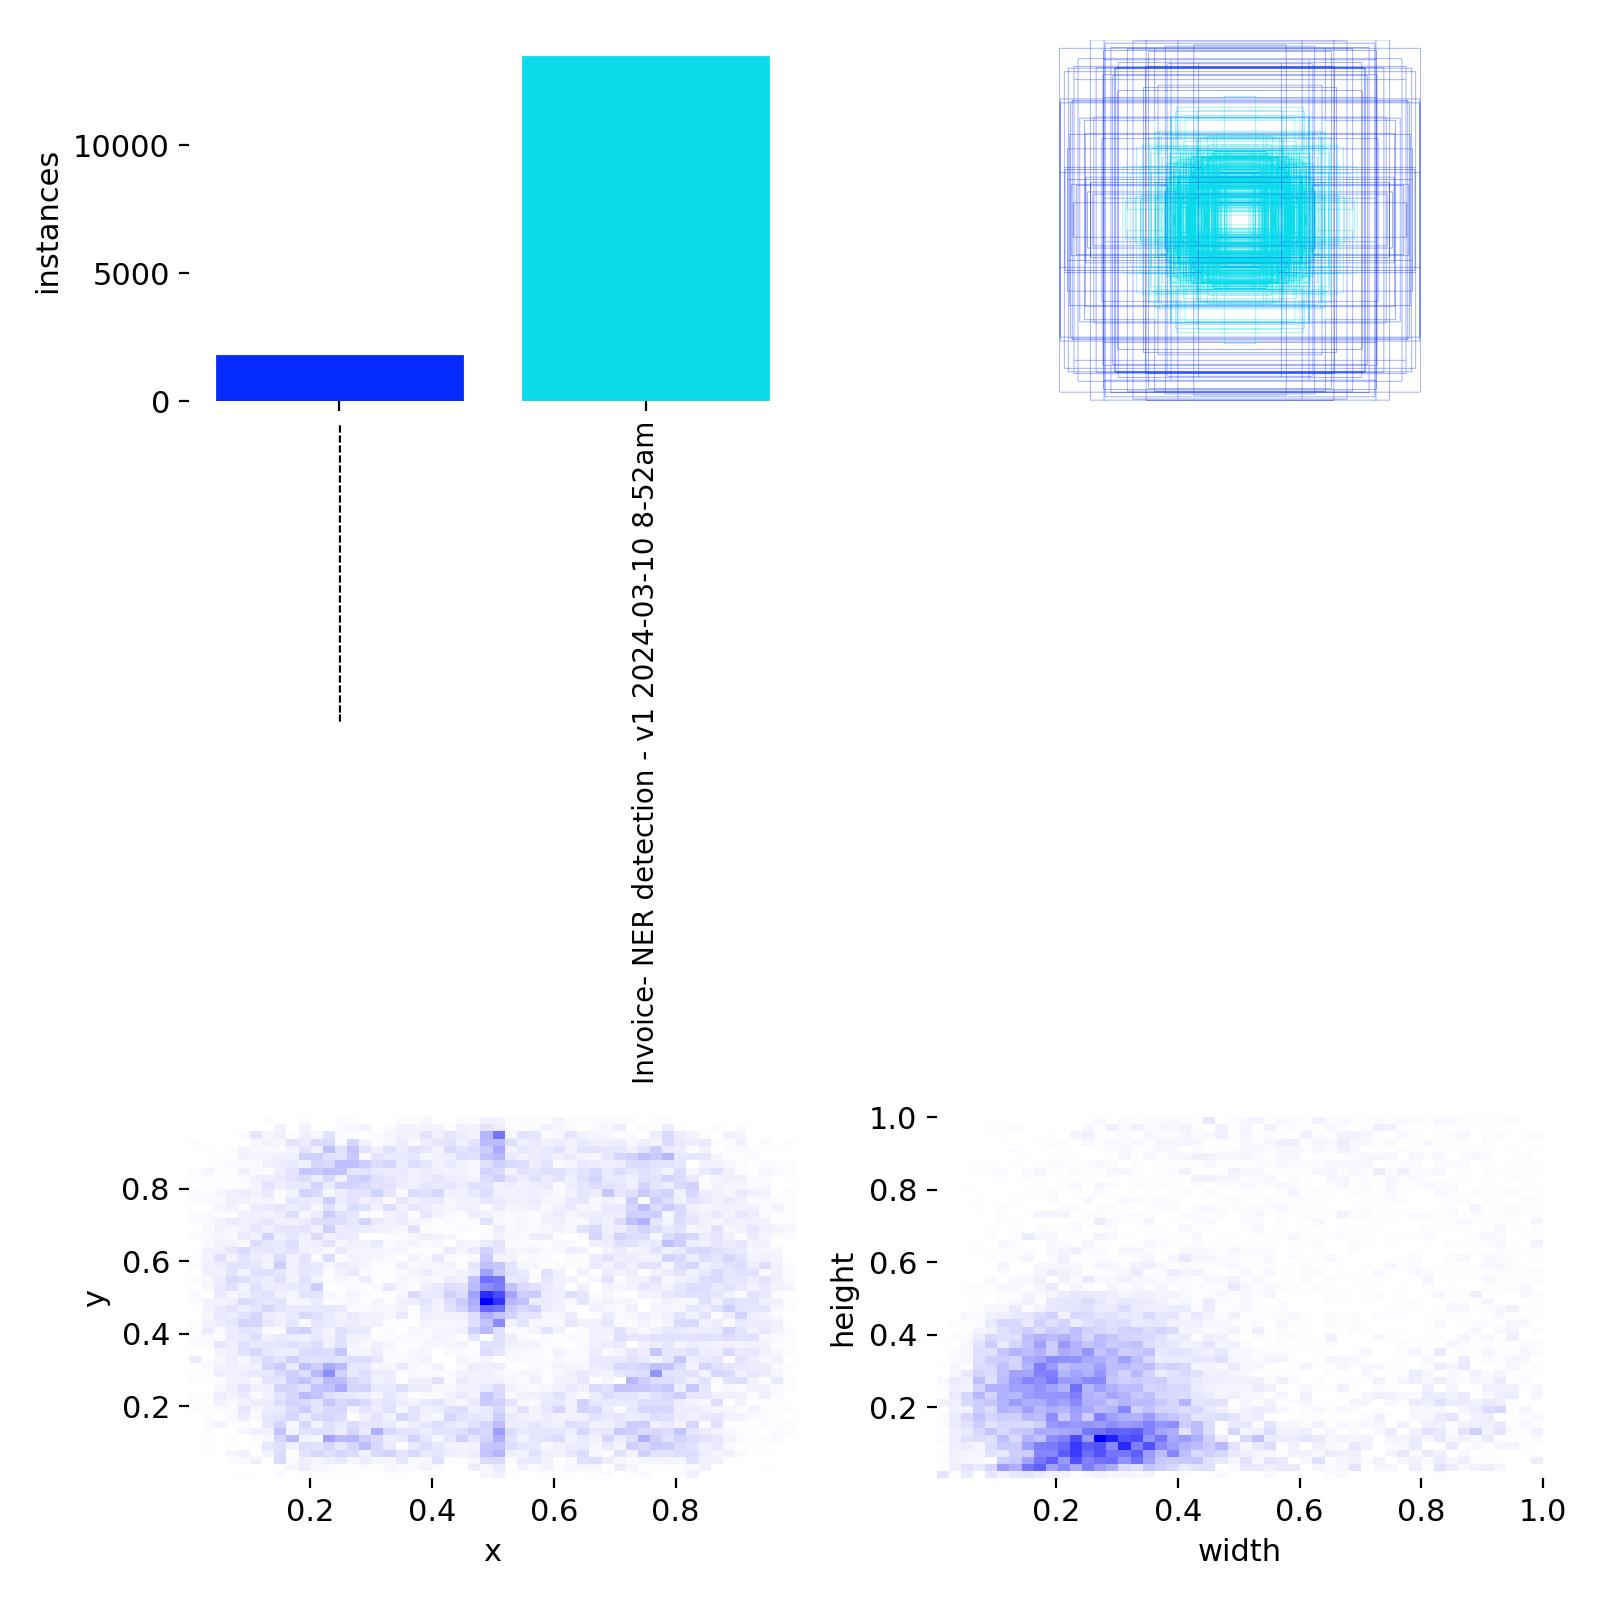 instances
10000
5000
0
------------------------------
Invoice- NER detection - v1 2024-03-10 8-52am
y
0.8
0.6
0.4
0.2
0.2 0.4 0.6 0.8
x
height
1.0
0.8
0.6
0.4
0.2
0.2 0.4 0.6 0.8 1.0
width